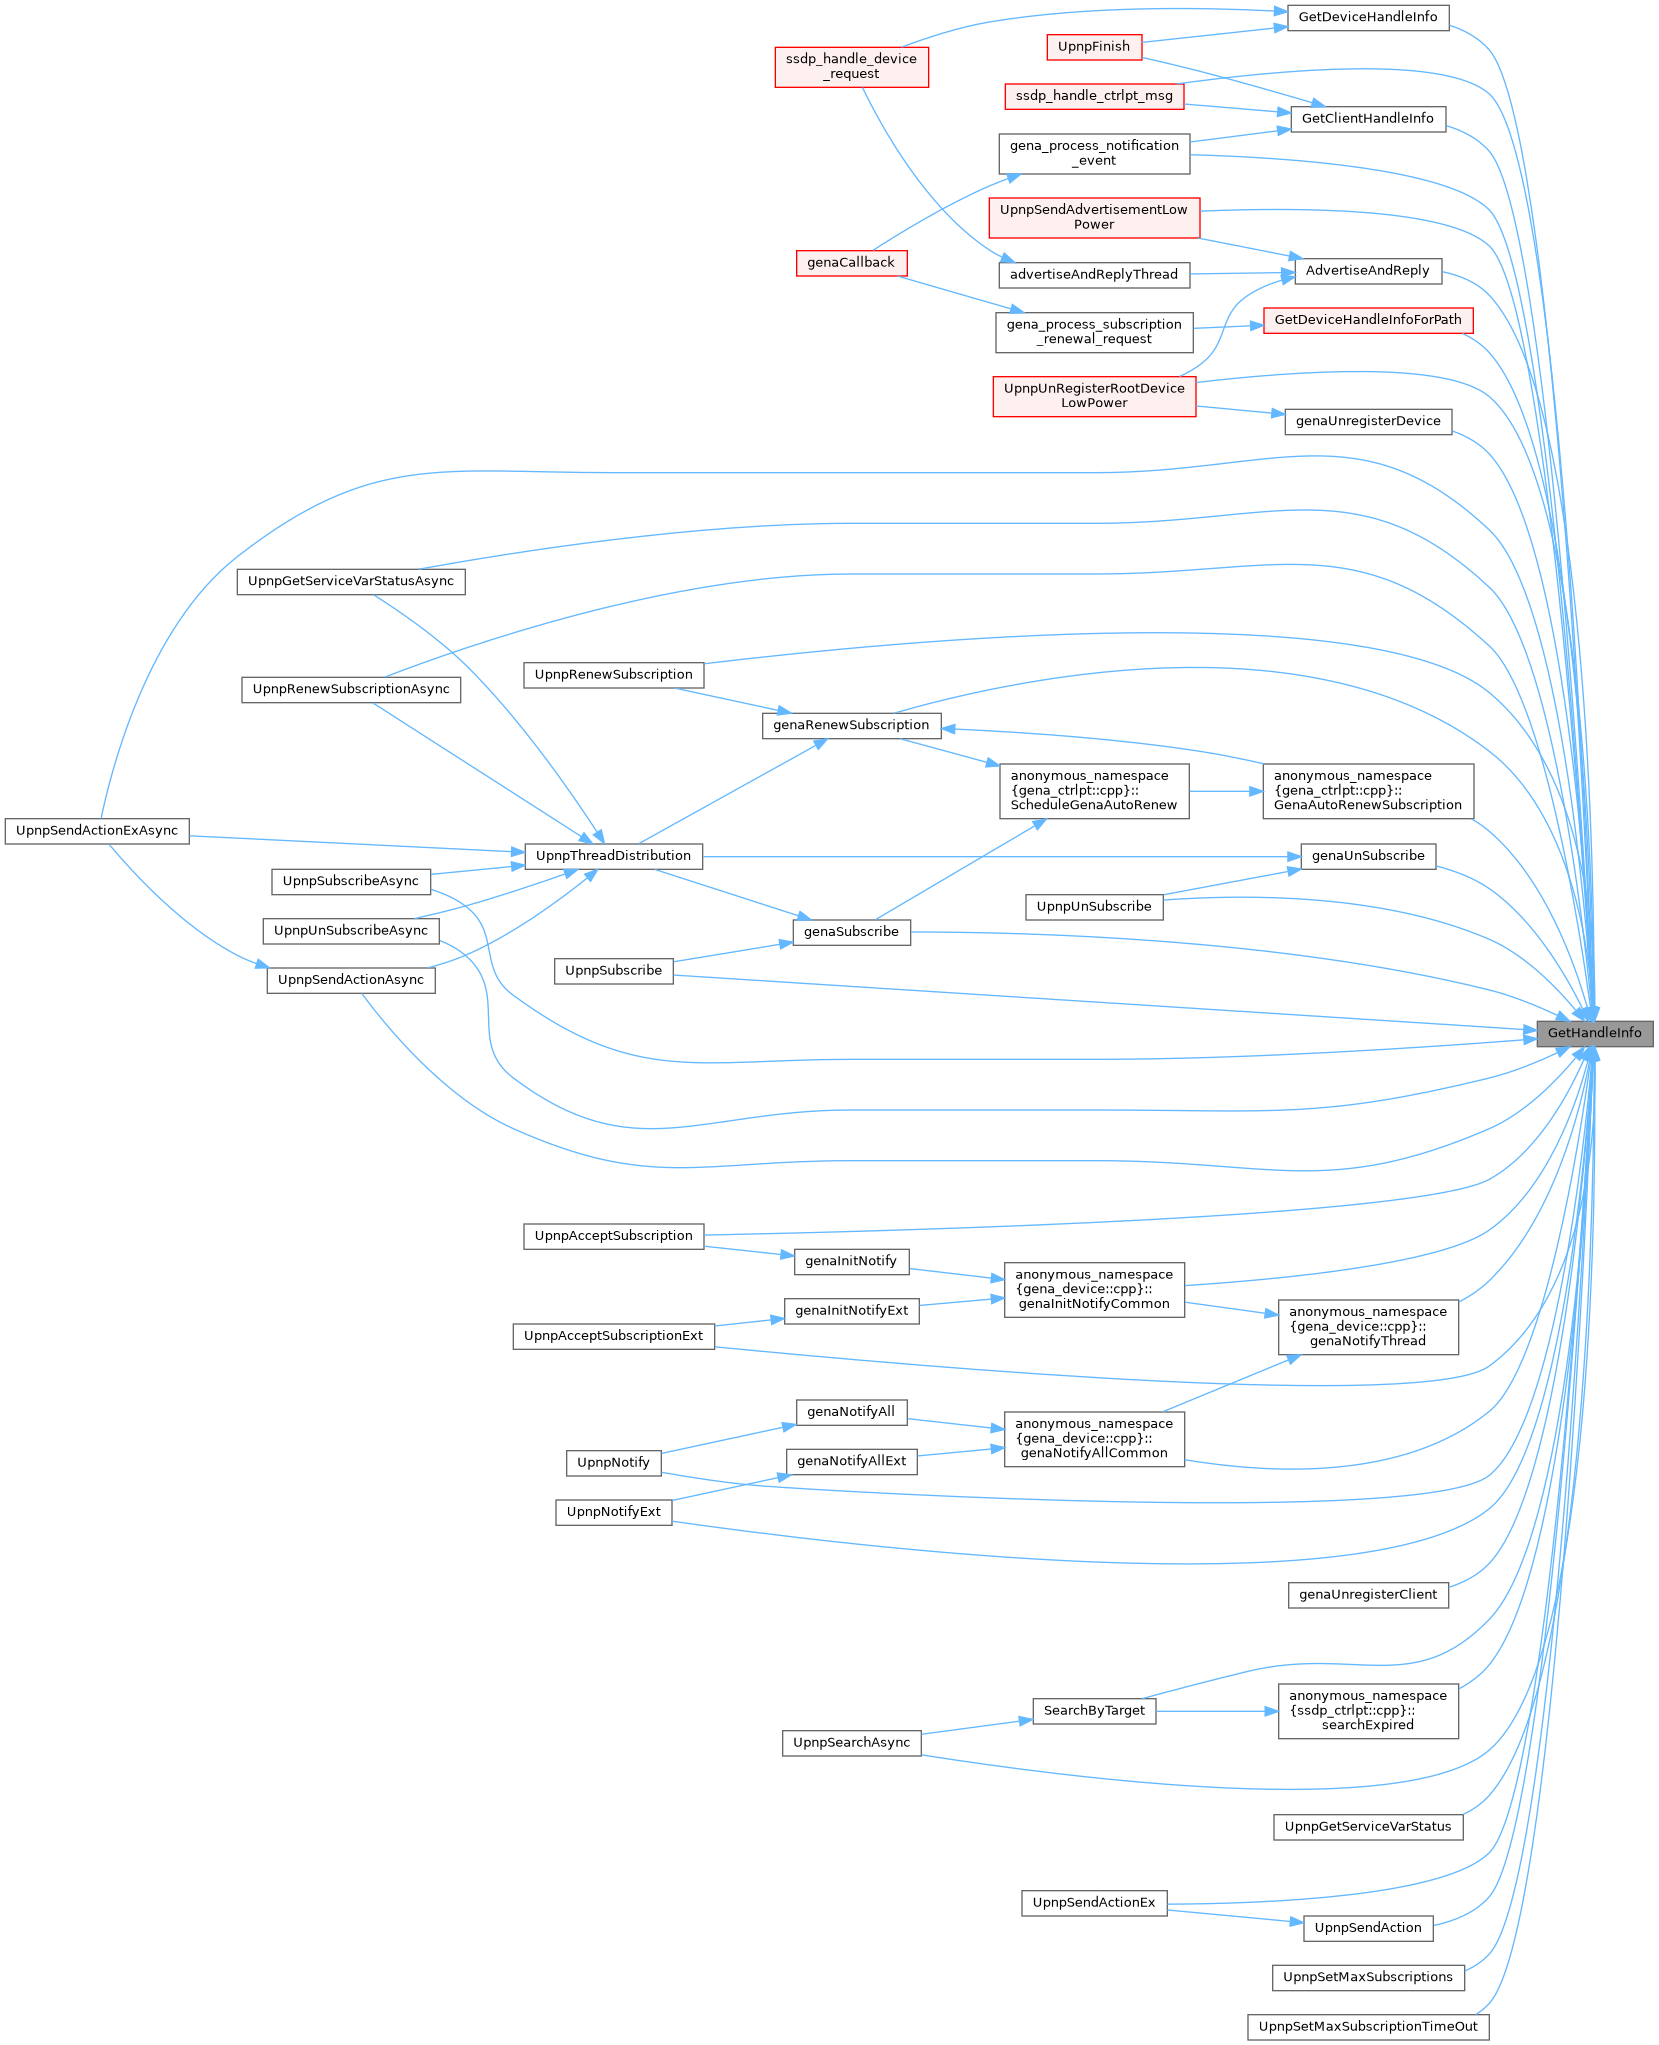 GetDeviceHandleInfo
UpnpFinish
ssdp_handle_device
_request
ssdp_handle_ctrlpt_msg
GetClientHandleInfo
gena_process_notification
_event
UpnpSendAdvertisementLow
Power
genaCallback
advertiseAndReplyThread
AdvertiseAndReply
gena_process_subscription
_renewal_request
GetDeviceHandleInfoForPath
UpnpUnRegisterRootDevice
LowPower
genaUnregisterDevice
UpnpGetServiceVarStatusAsync
UpnpRenewSubscription
UpnpRenewSubscriptionAsync
genaRenewSubscription
anonymous_namespace
{gena_ctrlpt::cpp}::
ScheduleGenaAutoRenew
anonymous_namespace
{gena_ctrlpt::cpp}::
GenaAutoRenewSubscription
UpnpSendActionExAsync
UpnpThreadDistribution
genaUnSubscribe
UpnpSubscribeAsync
UpnpUnSubscribe
UpnpUnSubscribeAsync
genaSubscribe
UpnpSubscribe
UpnpSendActionAsync
GetHandleInfo
UpnpAcceptSubscription
genaInitNotify
anonymous_namespace
{gena_device::cpp}::
genaInitNotifyCommon
genaInitNotifyExt
UpnpAcceptSubscriptionExt
anonymous_namespace
{gena_device::cpp}::
genaNotifyThread
genaNotifyAll
anonymous_namespace
{gena_device::cpp}::
genaNotifyAllCommon
UpnpNotify
genaNotifyAllExt
UpnpNotifyExt
genaUnregisterClient
SearchByTarget
anonymous_namespace
{ssdp_ctrlpt::cpp}::
searchExpired
UpnpSearchAsync
UpnpGetServiceVarStatus
UpnpSendActionEx
UpnpSendAction
UpnpSetMaxSubscriptions
UpnpSetMaxSubscriptionTimeOut